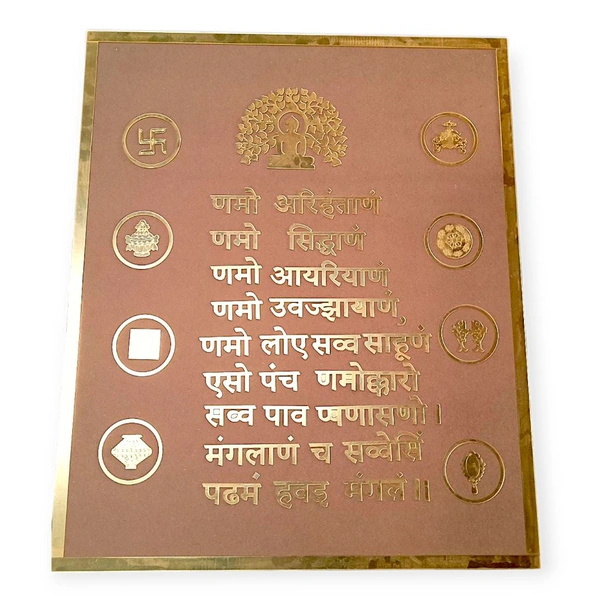 णमो अरिहंताणं
णमो सिद्धाणं
णमो आयरियाणं
णमो उवज्झायाणं
णमो लोए सव्व साहूणं
एसो पंच णमोक्कारो
सव्व पाव प्पणासणो।
मंगलाणं च सव्वेसिं
पढमं हवइ मंगलं॥